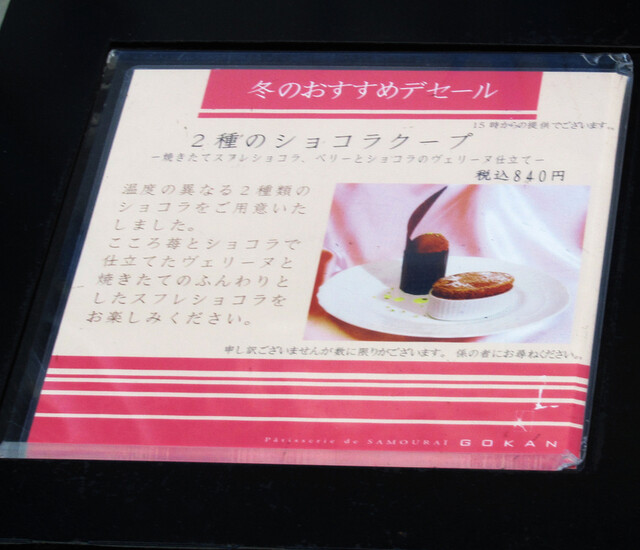 冬のおすすめデセール
15時からの提供でございます。
2種のショコラクープ
－焼きたてスフレショコラ、ベリーとショコラのヴェリーヌ仕立て－
税込840円
温度の異なる2種類の
ショコラをご用意いた
しました。
こころ苺とショコラで
仕立てたヴェリーヌと
焼きたてのふんわりと
したスフレショコラを
お楽しみください。
申し訳ございませんが数に限りがございます。係の者にお尋ねください。
Pâtisserie de SAMOURAÏ GOKAN